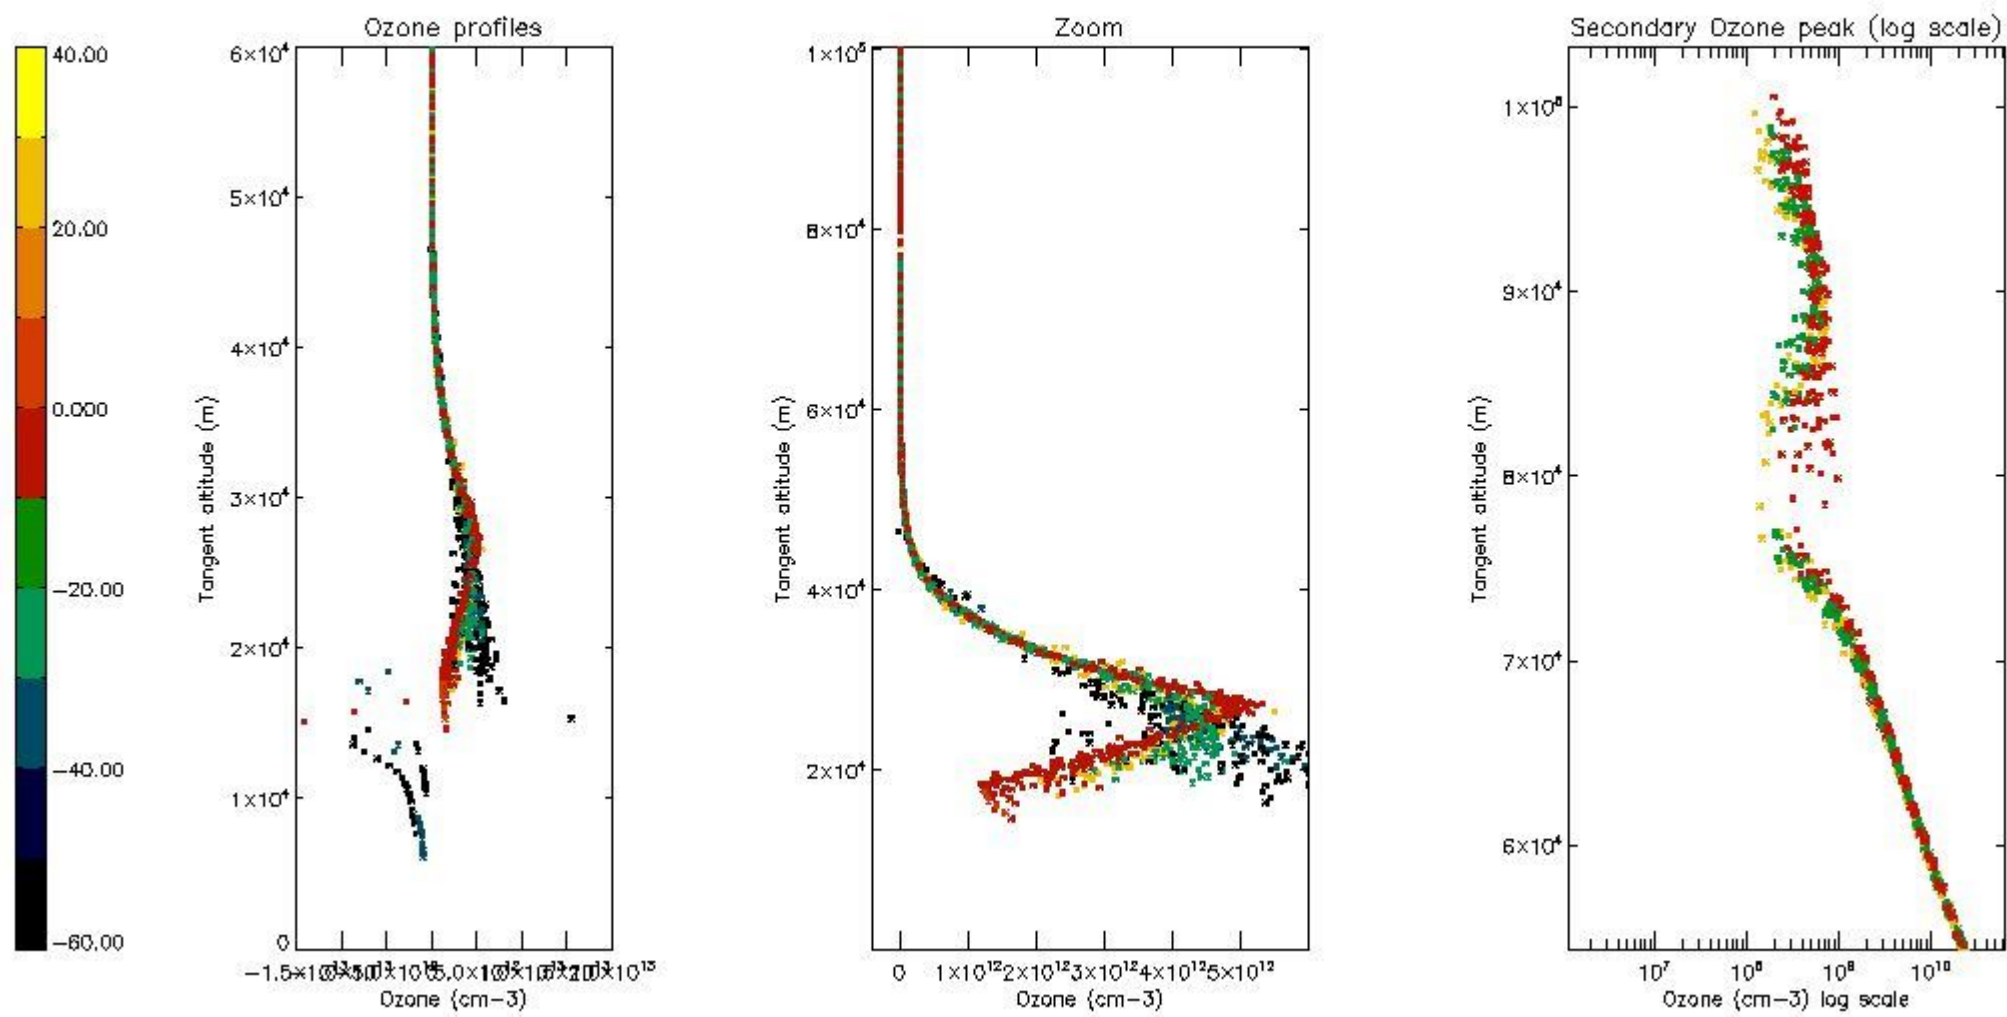 Ozone profiles
Zoom
Secondary Ozone peak (log scale)
40.00
20.00
0.000
−20.00
−40.00
−60.00
6×10⁴
5×10⁴
4×10⁴
3×10⁴
2×10⁴
1×10⁴
0
Tangent altitude (m)
Ozone (cm−3)
1×10⁵
8×10⁴
6×10⁴
4×10⁴
2×10⁴
Tangent altitude (m)
0 1×10¹² 2×10¹² 3×10¹² 4×10¹² 5×10¹²
Ozone (cm−3)
9×10⁴
8×10⁴
7×10⁴
6×10⁴
Tangent altitude (m)
10⁷ 10⁸ 10⁹ 10¹⁰
Ozone (cm−3) log scale